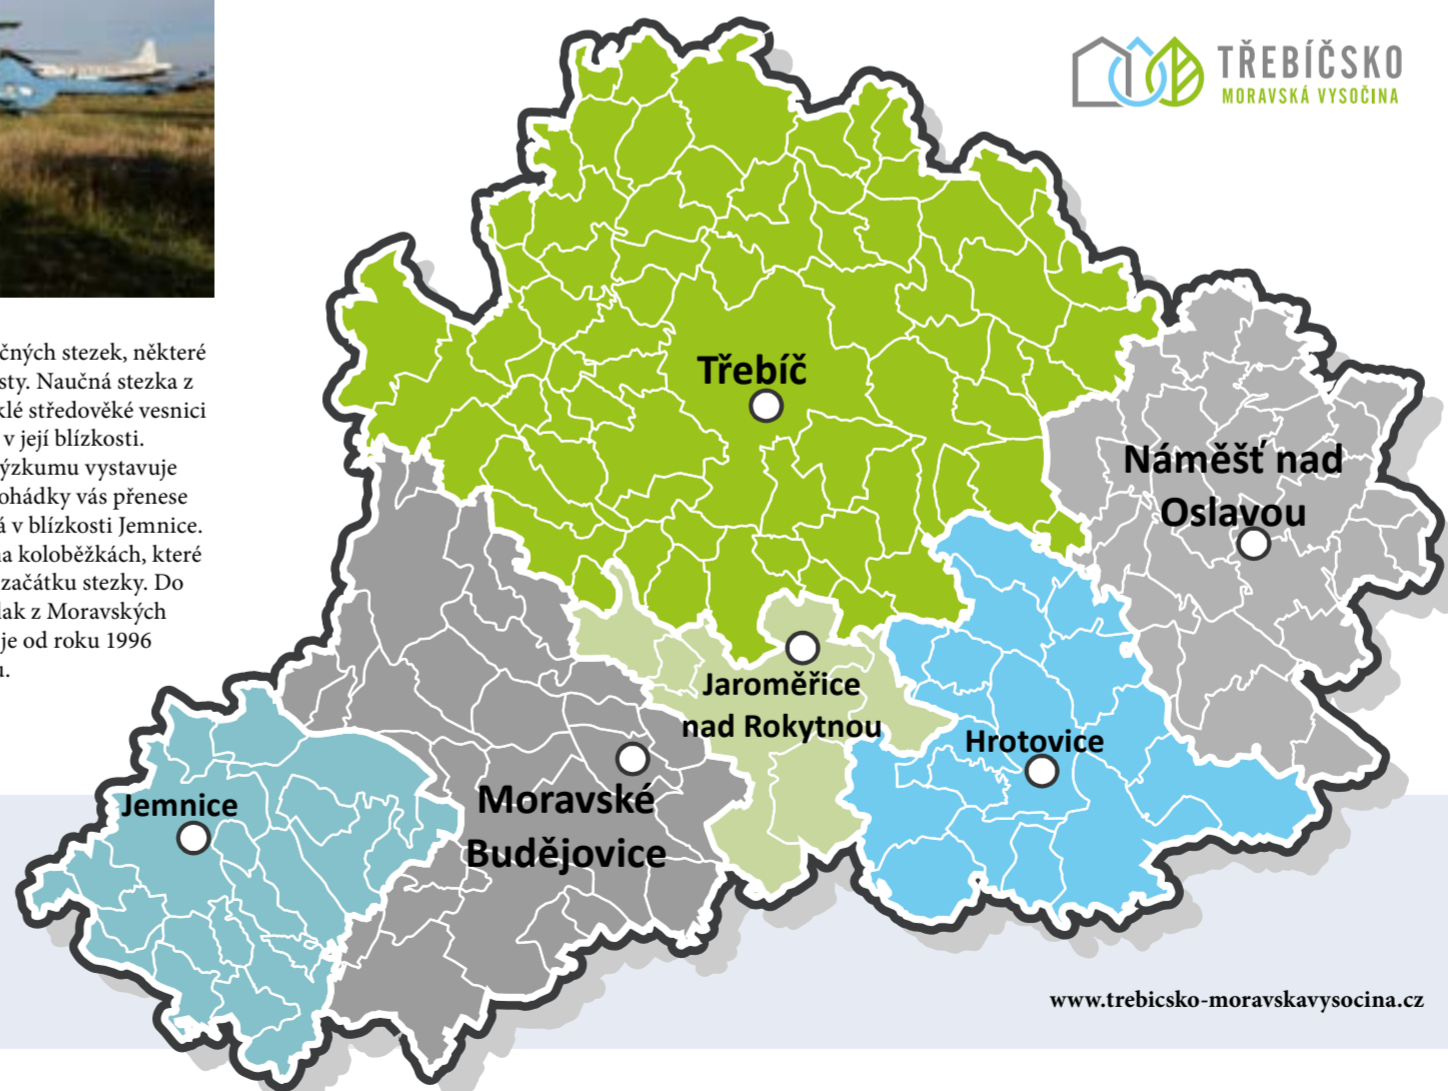 TŘEBÍČSKO
MORAVSKÁ VYSOČINA
čných stezek, některé
sty. Naučná stezka z
klé středověké vesnici
v její blízkosti.
ýzkumu vystavuje
ohádky vás přenese
á v blízkosti Jemnice.
na koloběžkách, které
začátku stezky. Do
lak z Moravských
je od roku 1996
u.
Třebíč
Náměšť nad
Oslavou
Jaroměřice
nad Rokytnou
Hrotovice
Jemnice
Moravské
Budějovice
www.trebicsko-moravskavysocina.cz